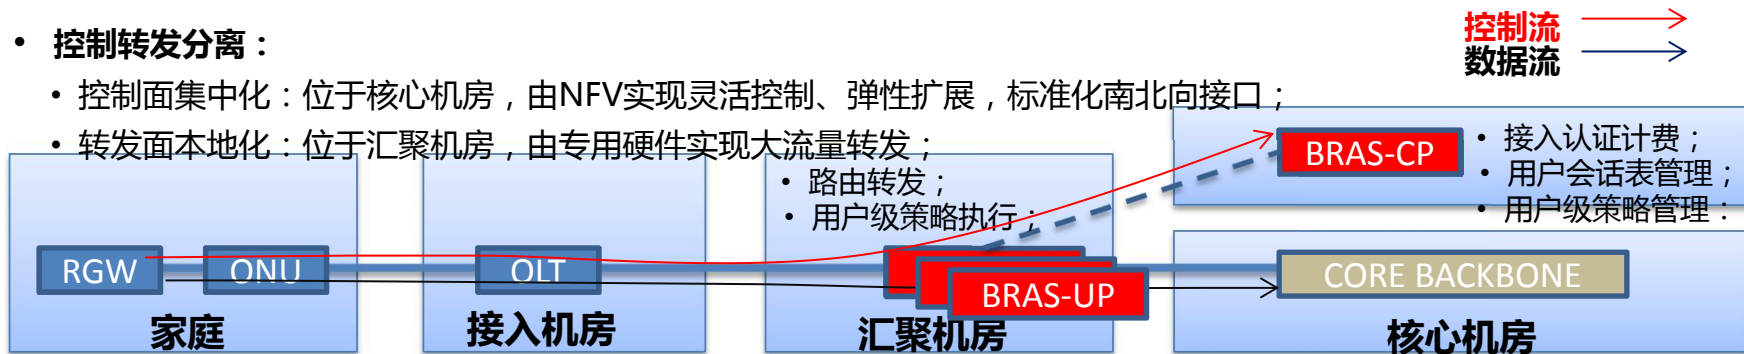 控制流
• 控制转发分离：
数据流
• 控制面集中化：位于核心机房，由NFV实现灵活控制、弹性扩展，标准化南北向接口；
• 转发面本地化：位于汇聚机房，由专用硬件实现大流量转发；
• 路由转发；
• 用户级策略执行；
BRAS-CP
• 接入认证计费；
• 用户会话表管理；
• 用户级策略管理：
RGW
ONU
OLT
BRAS-UP
CORE BACKBONE
家庭
接入机房
汇聚机房
核心机房